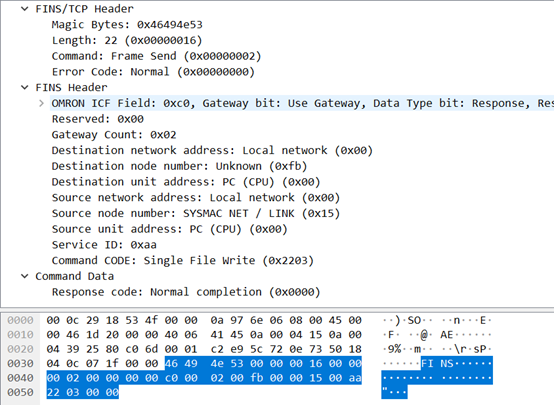 FINS/TCP Header
Magic Bytes: 0x46494e53
Length: 22 (0x00000016)
Command: Frame Send (0x00000002)
Error Code: Normal (0x00000000)
FINS Header
OMRON ICF Field: 0xc0, Gateway bit: Use Gateway, Data Type bit: Response, Res
Reserved: 0x00
Gateway Count: 0x02
Destination network address: Local network (0x00)
Destination node number: Unknown (0xfb)
Destination unit address: PC (CPU) (0x00)
Source network address: Local network (0x00)
Source node number: SYSMAC NET / LINK (0x15)
Source unit address: PC (CPU) (0x00)
Service ID: 0xaa
Command CODE: Single File Write (0x2203)
Command Data
Response code: Normal completion (0x0000)
0000 00 0c 29 18 53 4f 00 00 0a 97 6e 06 08 00 45 00 ··)·SO·· ··n···E·
0010 00 46 1d 20 00 00 40 06 41 45 0a 00 04 15 0a 00 ·F· ··@· AE······
0020 04 39 25 80 c0 6d 00 01 c2 e9 5c 72 0e 73 50 18 ·9%··m·· ··\r·sP·
0030 04 0c 07 1f 00 00 46 49 4e 53 00 00 00 16 00 00 ······FI NS······
0040 00 02 00 00 00 00 c0 00 02 00 fb 00 00 15 00 aa ········ ········
0050 22 03 00 00 "···